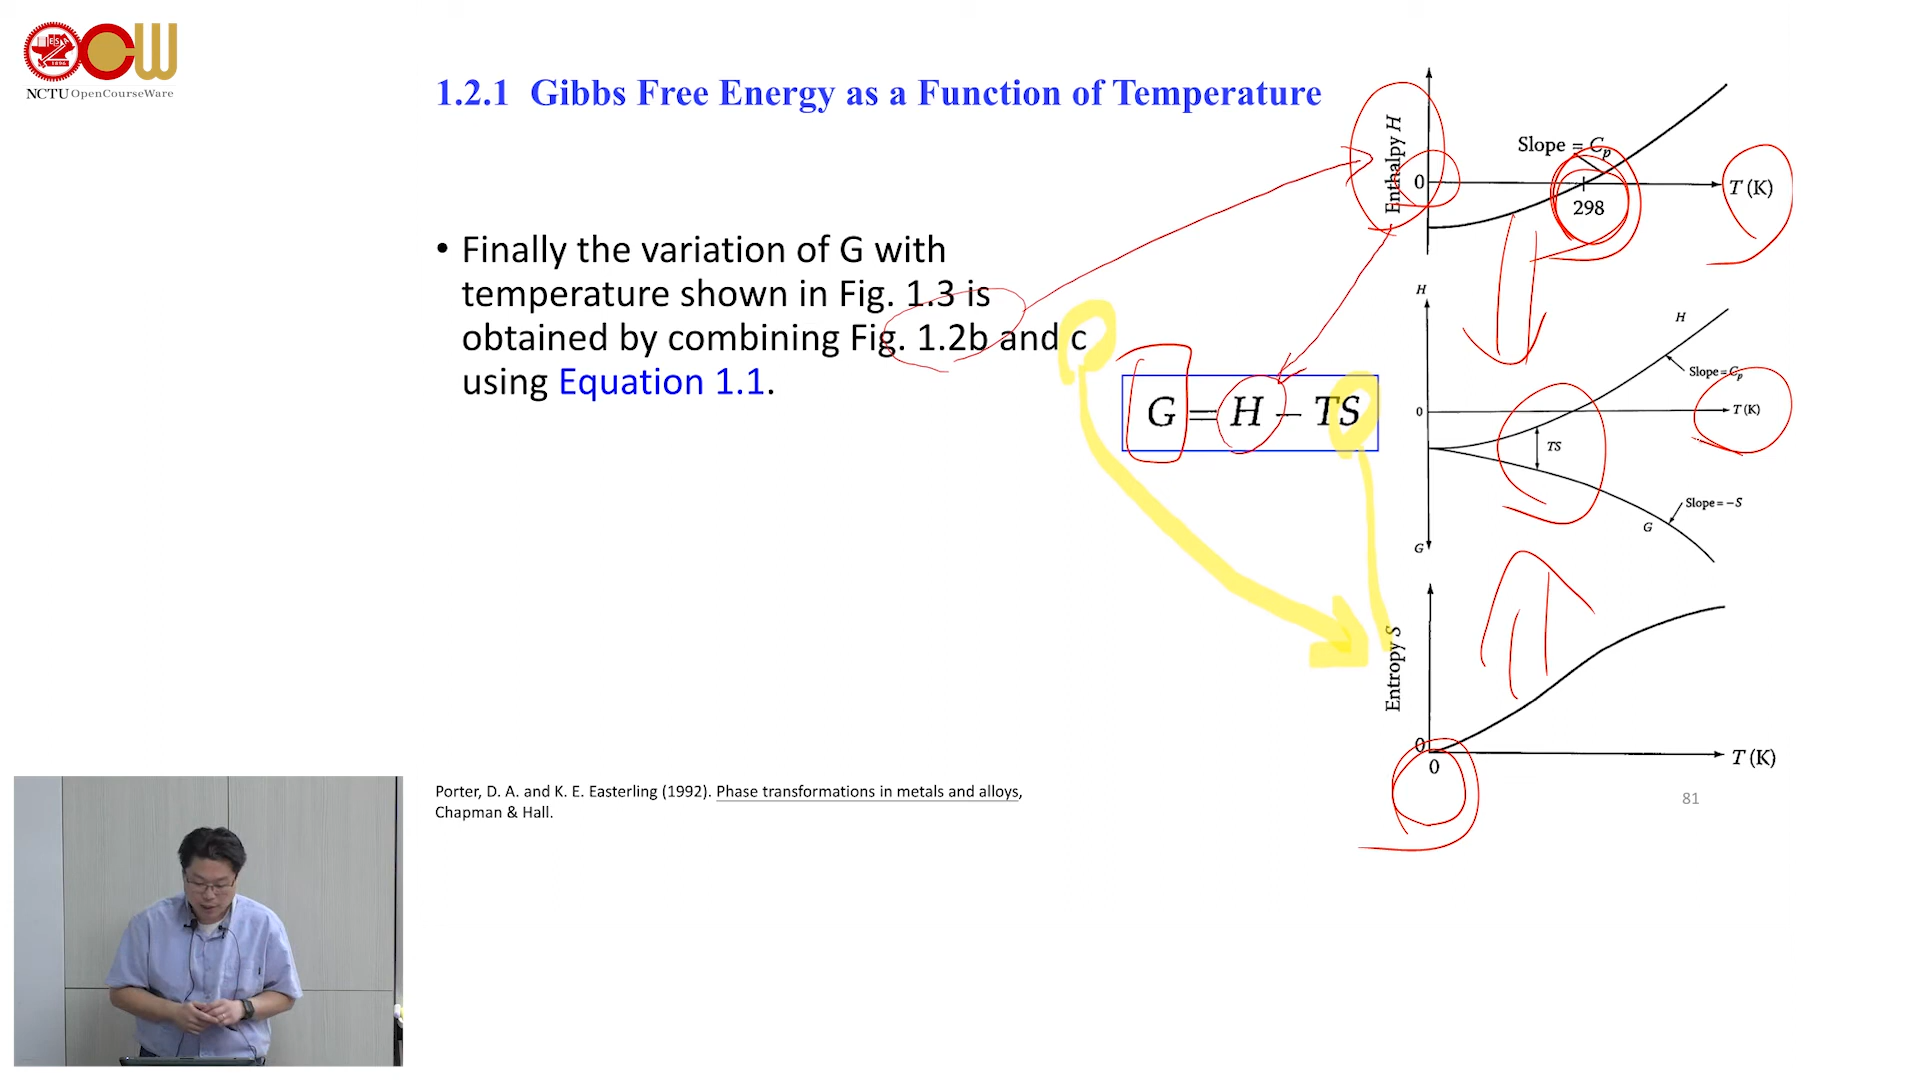 NCTU OpenCourseWare
1.2.1 Gibbs Free Energy as a Function of Temperature
• Finally the variation of G with
temperature shown in Fig. 1.3 is
obtained by combining Fig. 1.2b and c
using Equation 1.1.
G = H − TS
Enthalpy H
0
Slope = Cp
298
T (K)
H
H
Slope = Cp
0
T (K)
TS
Slope = −S
G
G
Entropy S
0
0
T (K)
Porter, D. A. and K. E. Easterling (1992). Phase transformations in metals and alloys,
Chapman & Hall.
81